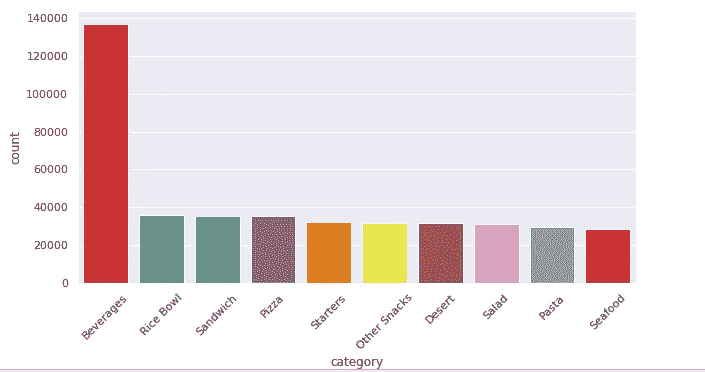 140000
120000
100000
80000
60000
40000
20000
0
count
Beverages
Rice Bowl
Sandwich
Pizza
Starters
Other Snacks
Desert
Salad
Pasta
Seafood
category